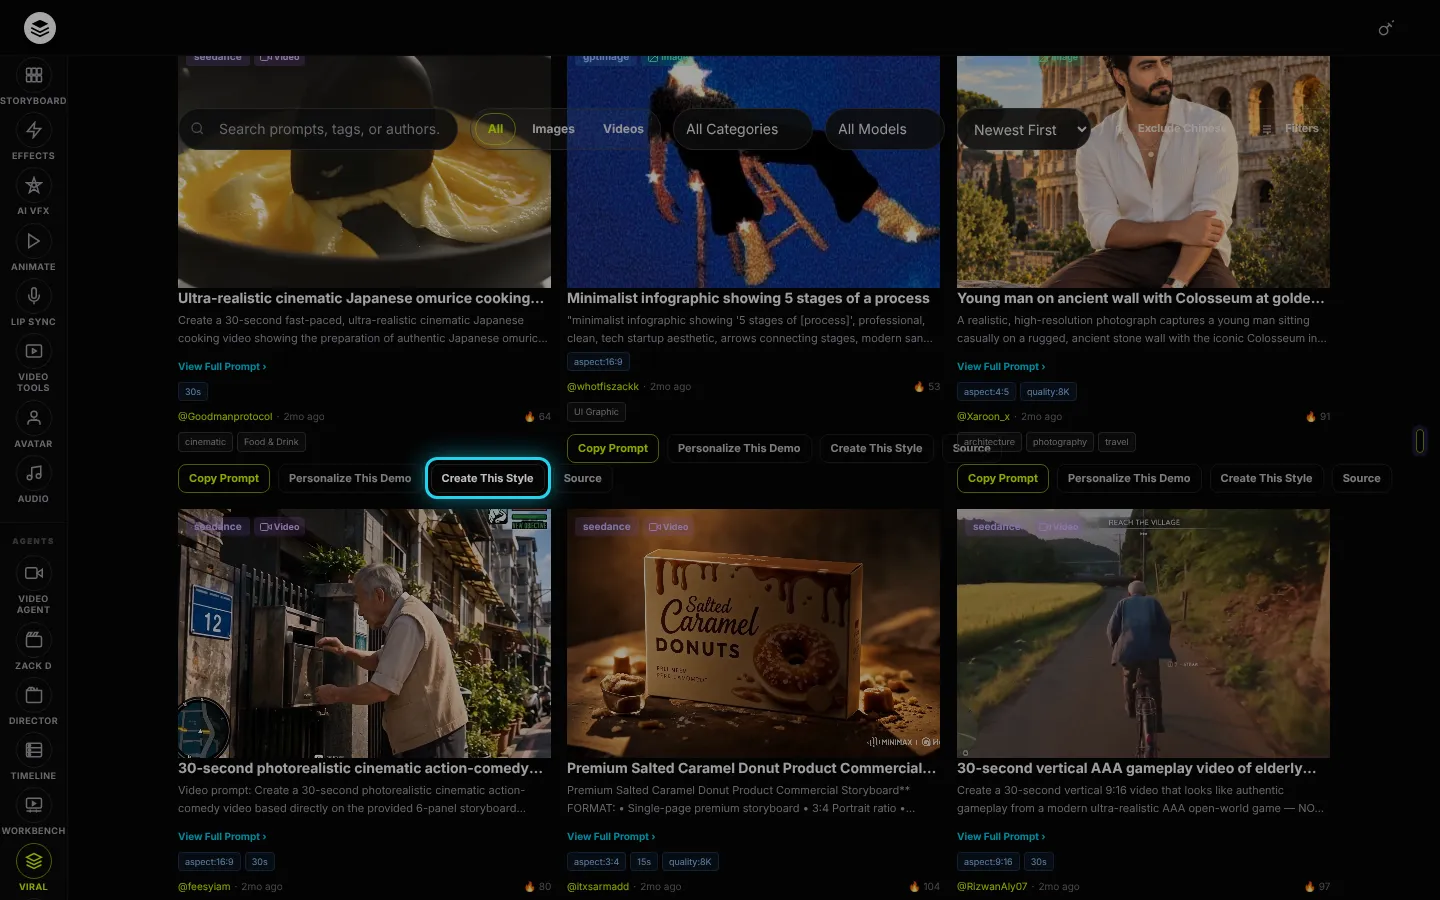 seedance
Video
gptimage
Image
Image
Search prompts, tags, or authors.
All
Images
Videos
All Categories
All Models
Newest First
Exclude Chinese
Filters
STORYBOARD
EFFECTS
AI VFX
ANIMATE
LIP SYNC
VIDEO
TOOLS
AVATAR
AUDIO
AGENTS
VIDEO
AGENT
ZACK D
DIRECTOR
TIMELINE
WORKBENCH
VIRAL
Ultra-realistic cinematic Japanese omurice cooking...
Create a 30-second fast-paced, ultra-realistic cinematic Japanese
cooking video showing the preparation of authentic Japanese omuric...
View Full Prompt ›
30s
@Goodmanprotocol · 2mo ago
64
cinematic
Food & Drink
Copy Prompt
Personalize This Demo
Create This Style
Source
Minimalist infographic showing 5 stages of a process
"minimalist infographic showing '5 stages of [process]', professional,
clean, tech startup aesthetic, arrows connecting stages, modern san...
aspect:16:9
@whotfiszackk · 2mo ago
53
UI Graphic
Copy Prompt
Personalize This Demo
Create This Style
Source
Young man on ancient wall with Colosseum at golde...
A realistic, high-resolution photograph captures a young man sitting
casually on a rugged, ancient stone wall with the iconic Colosseum in...
View Full Prompt ›
aspect:4:5
quality:8K
@Xaroon_x · 2mo ago
91
architecture
photography
travel
Copy Prompt
Personalize This Demo
Create This Style
Source
seedance
Video
12
30-second photorealistic cinematic action-comedy...
Video prompt: Create a 30-second photorealistic cinematic action-
comedy video based directly on the provided 6-panel storyboard...
View Full Prompt ›
aspect:16:9
30s
@feesyiam · 2mo ago
80
seedance
Video
Salted
Caramel
DONUTS
MINIMAX
Premium Salted Caramel Donut Product Commercial...
Premium Salted Caramel Donut Product Commercial Storyboard**
FORMAT: • Single-page premium storyboard • 3:4 Portrait ratio •...
View Full Prompt ›
aspect:3:4
15s
quality:8K
@itxsarmadd · 2mo ago
104
seedance
Video
REACH THE VILLAGE
30-second vertical AAA gameplay video of elderly...
Create a 30-second vertical 9:16 video that looks like authentic
gameplay from a modern ultra-realistic AAA open-world game — NO...
View Full Prompt ›
aspect:9:16
30s
@RizwanAly07 · 2mo ago
97